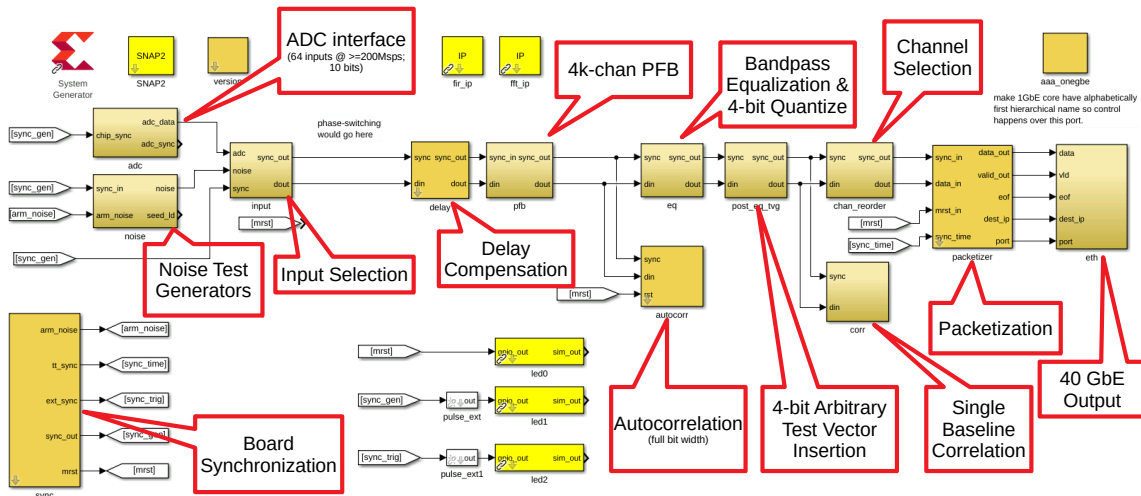 System
Generator
SNAP2
SNAP2
version
ADC interface
(64 inputs @ >=200Msps;
10 bits)
IP
fir_ip
IP
fft_ip
4k-chan PFB
Bandpass
Equalization &
4-bit Quantize
Channel
Selection
aaa_onegbe
make 1GbE core have alphabetically
first hierarchical name so control
happens over this port.
phase-switching
would go here
[sync_gen]
chip_sync
adc_data
adc_sync
adc
[sync_gen]
[arm_noise]
sync_in
arm_noise
noise
seed_ld
noise
[sync_gen]
adc
noise
sync
sync_out
dout
input
[mrst]
sync
din
sync_out
dout
delay
sync_in
din
sync_out
dout
pfb
sync
din
sync_out
dout
eq
sync
din
sync_out
dout
post_eq_tvg
sync
din
sync_out
dout
chan_reorder
[mrst]
[sync_time]
sync_in
data_in
mrst_in
sync_time
data_out
valid_out
eof
dest_ip
port
packetizer
data
vld
eof
dest_ip
port
eth
Noise Test
Generators
Input Selection
Delay
Compensation
[mrst]
sync
din
rst
autocorr
sync
din
corr
Packetization
40 GbE
Output
arm_noise
tt_sync
ext_sync
sync_out
mrst
sync
[arm_noise]
[sync_time]
[sync_trig]
[sync_gen]
[mrst]
Board
Synchronization
[mrst]
gpio_out
sim_out
led0
[sync_gen]
out
pulse_ext
gpio_out
sim_out
led1
[sync_trig]
out
pulse_ext1
gpio_out
sim_out
led2
Autocorrelation
(full bit width)
4-bit Arbitrary
Test Vector
Insertion
Single
Baseline
Correlation